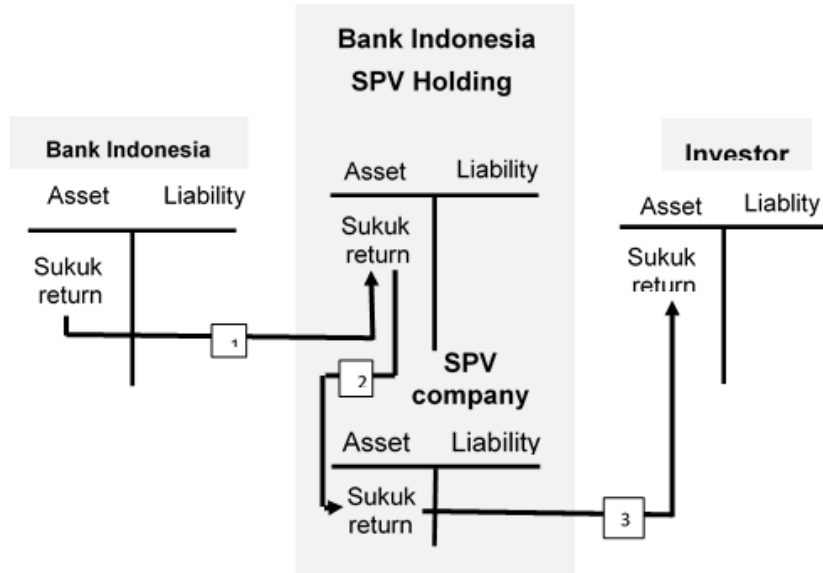 Bank Indonesia
SPV Holding
Bank Indonesia
Investor
Asset Liability
Asset Liability
Asset Liablity
Sukuk
return
Sukuk
return
Sukuk
return
1
2
SPV
company
Asset Liability
Sukuk
return
3